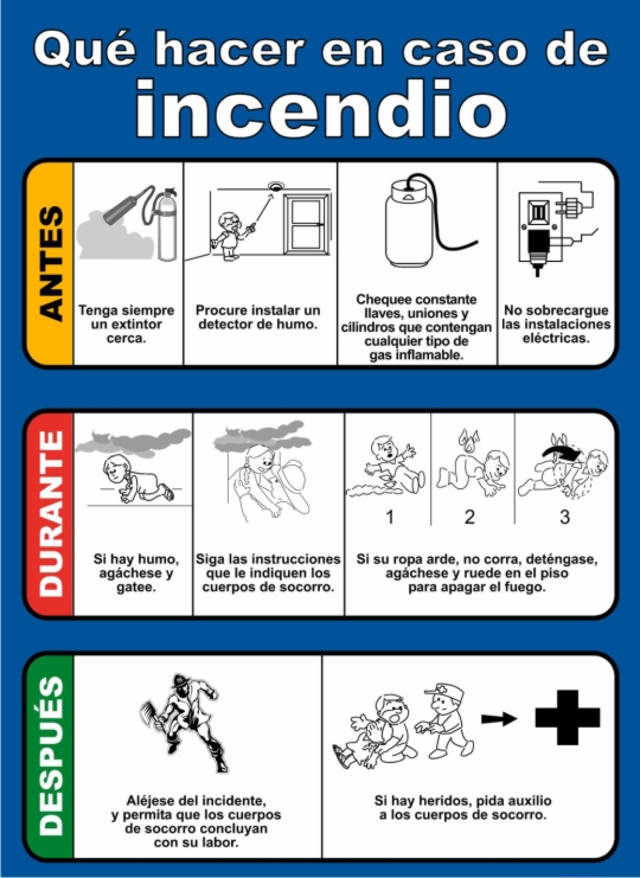 Qué hacer en caso de
incendio
ANTES
Tenga siempre
un extintor
cerca.
Procure instalar un
detector de humo.
Chequee constante
llaves, uniones y
cilindros que contengan
cualquier tipo de
gas inflamable.
No sobrecargue
las instalaciones
eléctricas.
DURANTE
Si hay humo,
agáchese y
gatee.
Siga las instrucciones
que le indiquen los
cuerpos de socorro.
1
2
3
Si su ropa arde, no corra, deténgase,
agáchese y ruede en el piso
para apagar el fuego.
DESPUÉS
Aléjese del incidente,
y permita que los cuerpos
de socorro concluyan
con su labor.
Si hay heridos, pida auxilio
a los cuerpos de socorro.